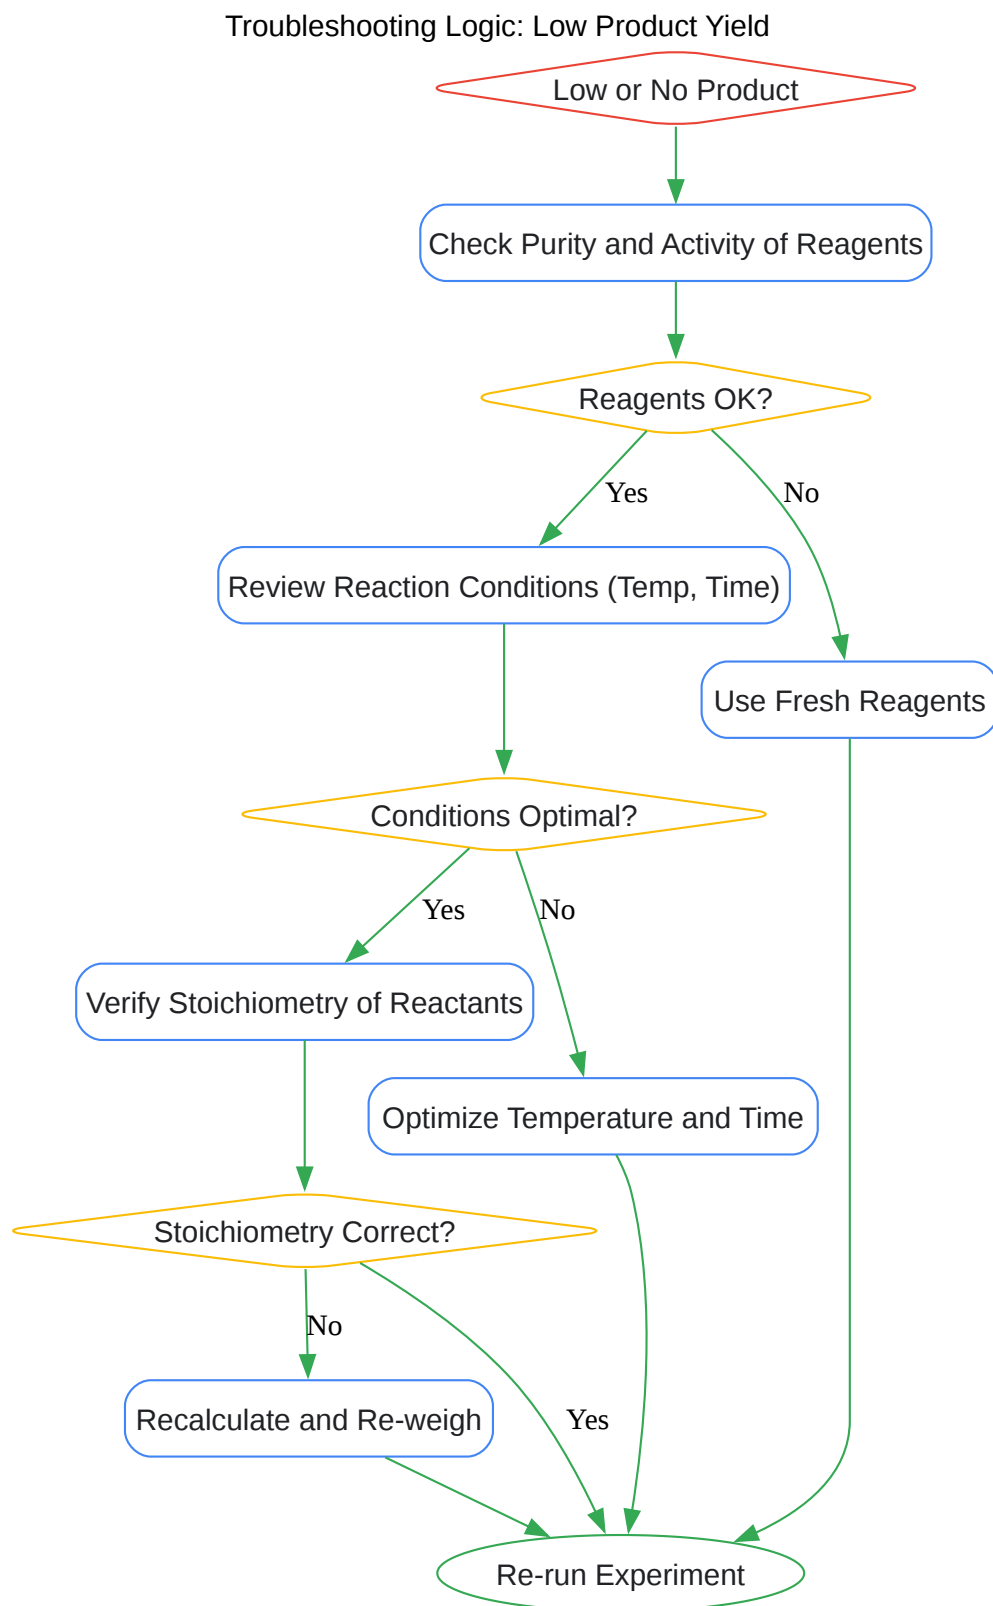 Troubleshooting Logic: Low Product Yield
Low or No Product
Check Purity and Activity of Reagents
Reagents OK?
Yes
No
Review Reaction Conditions (Temp, Time)
Use Fresh Reagents
Conditions Optimal?
Yes
No
Verify Stoichiometry of Reactants
Optimize Temperature and Time
Stoichiometry Correct?
No
Recalculate and Re-weigh
Yes
Re-run Experiment